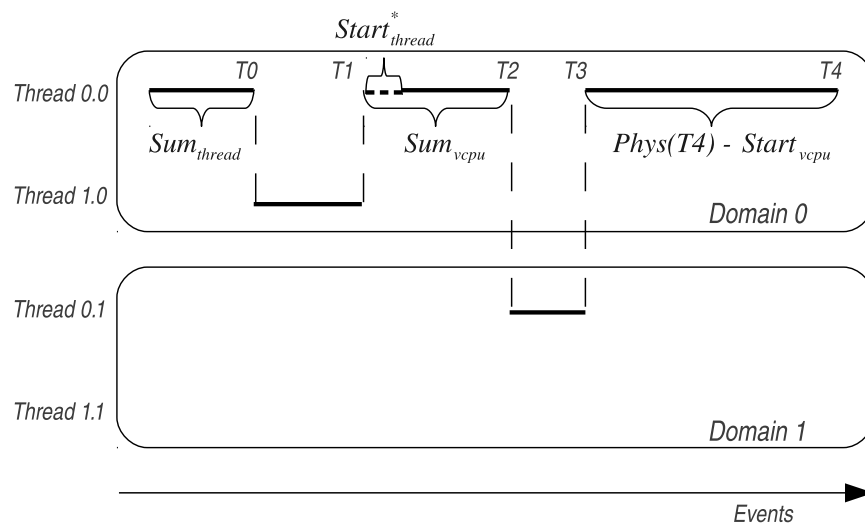 Start*thread
T0 T1 T2 T3 T4
Thread 0.0
Sumthread Sumvcpu Phys(T4) - Startvcpu
Thread 1.0
Domain 0
Thread 0.1
Thread 1.1
Domain 1
Events